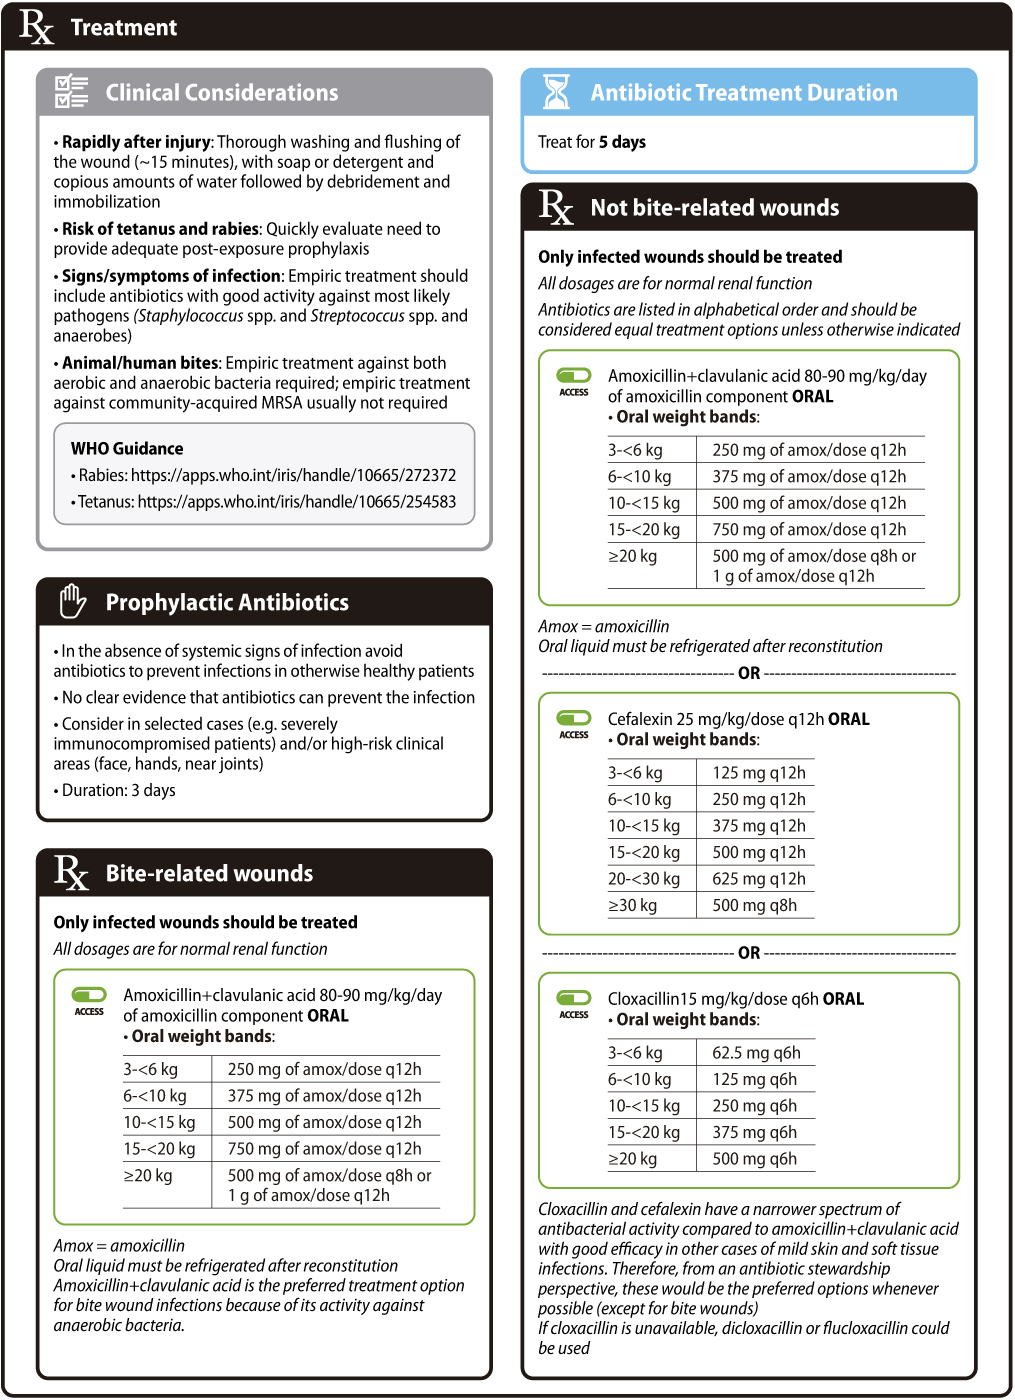 Rx Treatment
Clinical Considerations
• Rapidly after injury: Thorough washing and flushing of
the wound (~15 minutes), with soap or detergent and
copious amounts of water followed by debridement and
immobilization
• Risk of tetanus and rabies: Quickly evaluate need to
provide adequate post-exposure prophylaxis
• Signs/symptoms of infection: Empiric treatment should
include antibiotics with good activity against most likely
pathogens (Staphylococcus spp. and Streptococcus spp. and
anaerobes)
• Animal/human bites: Empiric treatment against both
aerobic and anaerobic bacteria required; empiric treatment
against community-acquired MRSA usually not required
WHO Guidance
• Rabies: https://apps.who.int/iris/handle/10665/272372
• Tetanus: https://apps.who.int/iris/handle/10665/254583
Prophylactic Antibiotics
• In the absence of systemic signs of infection avoid
antibiotics to prevent infections in otherwise healthy patients
• No clear evidence that antibiotics can prevent the infection
• Consider in selected cases (e.g. severely
immunocompromised patients) and/or high-risk clinical
areas (face, hands, near joints)
• Duration: 3 days
Rx Bite-related wounds
Only infected wounds should be treated
All dosages are for normal renal function
Amoxicillin+clavulanic acid 80-90 mg/kg/day
ACCESS of amoxicillin component ORAL
• Oral weight bands:
3-<6 kg 250 mg of amox/dose q12h
6-<10 kg 375 mg of amox/dose q12h
10-<15 kg 500 mg of amox/dose q12h
15-<20 kg 750 mg of amox/dose q12h
≥20 kg 500 mg of amox/dose q8h or
1 g of amox/dose q12h
Amox = amoxicillin
Oral liquid must be refrigerated after reconstitution
Amoxicillin+clavulanic acid is the preferred treatment option
for bite wound infections because of its activity against
anaerobic bacteria.
Antibiotic Treatment Duration
Treat for 5 days
Rx Not bite-related wounds
Only infected wounds should be treated
All dosages are for normal renal function
Antibiotics are listed in alphabetical order and should be
considered equal treatment options unless otherwise indicated
Amoxicillin+clavulanic acid 80-90 mg/kg/day
ACCESS of amoxicillin component ORAL
• Oral weight bands:
3-<6 kg 250 mg of amox/dose q12h
6-<10 kg 375 mg of amox/dose q12h
10-<15 kg 500 mg of amox/dose q12h
15-<20 kg 750 mg of amox/dose q12h
≥20 kg 500 mg of amox/dose q8h or
1 g of amox/dose q12h
Amox = amoxicillin
Oral liquid must be refrigerated after reconstitution
OR
Cefalexin 25 mg/kg/dose q12h ORAL
ACCESS • Oral weight bands:
3-<6 kg 125 mg q12h
6-<10 kg 250 mg q12h
10-<15 kg 375 mg q12h
15-<20 kg 500 mg q12h
20-<30 kg 625 mg q12h
≥30 kg 500 mg q8h
OR
Cloxacillin15 mg/kg/dose q6h ORAL
ACCESS • Oral weight bands:
3-<6 kg 62.5 mg q6h
6-<10 kg 125 mg q6h
10-<15 kg 250 mg q6h
15-<20 kg 375 mg q6h
≥20 kg 500 mg q6h
Cloxacillin and cefalexin have a narrower spectrum of
antibacterial activity compared to amoxicillin+clavulanic acid
with good efficacy in other cases of mild skin and soft tissue
infections. Therefore, from an antibiotic stewardship
perspective, these would be the preferred options whenever
possible (except for bite wounds)
If cloxacillin is unavailable, dicloxacillin or flucloxacillin could
be used